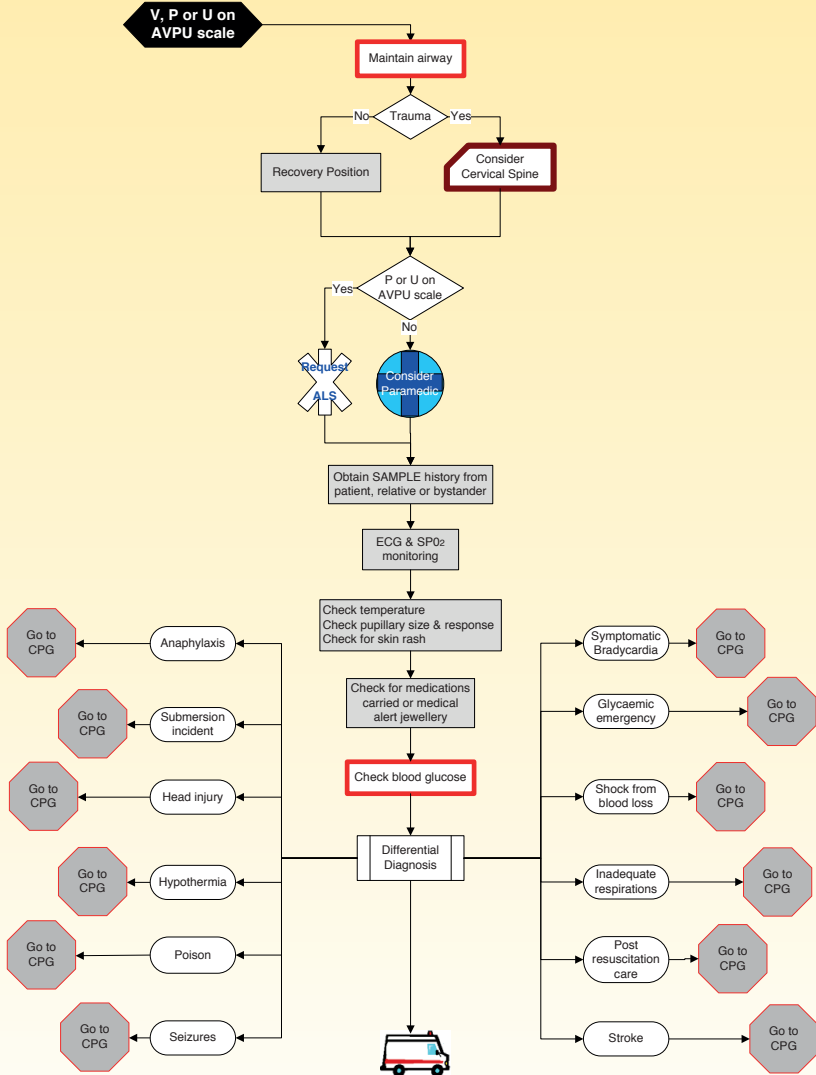 V, P or U on
AVPU scale
Maintain airway
Trauma
No
Yes
Recovery Position
Consider
Cervical Spine
P or U on
AVPU scale
Yes
No
Request
ALS
Consider
Paramedic
Obtain SAMPLE history from
patient, relative or bystander
ECG & SP02
monitoring
Check temperature
Check pupillary size & response
Check for skin rash
Check for medications
carried or medical
alert jewellery
Check blood glucose
Differential
Diagnosis
Anaphylaxis
Go to
CPG
Submersion
incident
Go to
CPG
Head injury
Go to
CPG
Hypothermia
Go to
CPG
Poison
Go to
CPG
Seizures
Go to
CPG
Symptomatic
Bradycardia
Go to
CPG
Glycaemic
emergency
Go to
CPG
Shock from
blood loss
Go to
CPG
Inadequate
respirations
Go to
CPG
Post
resuscitation
care
Go to
CPG
Stroke
Go to
CPG